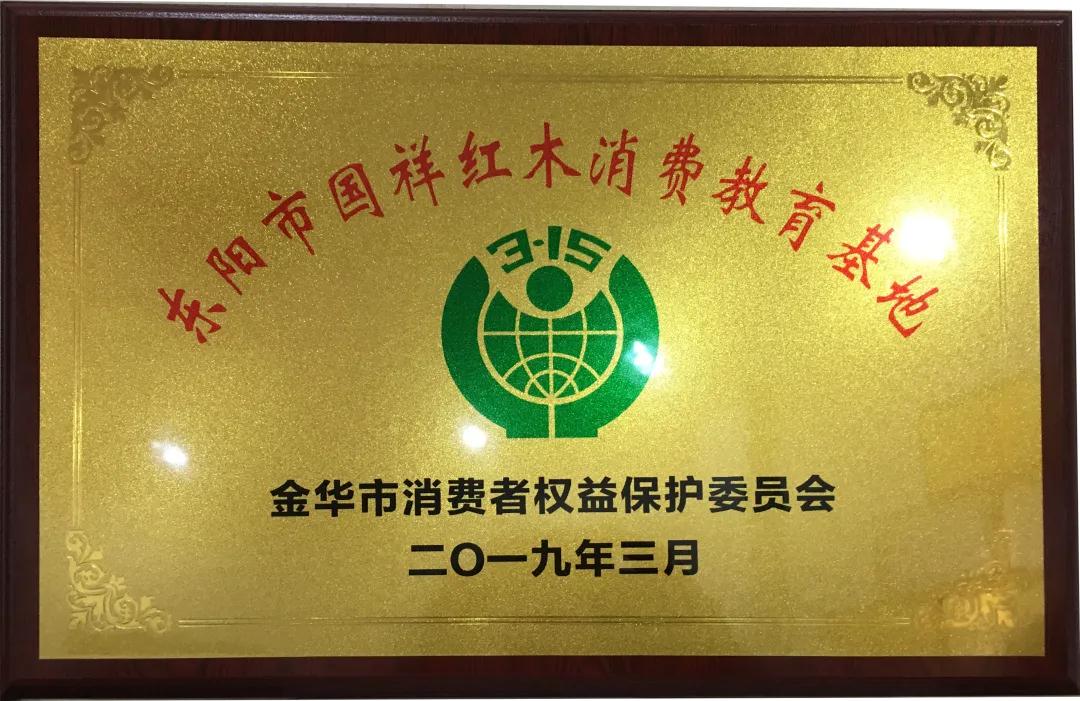 东阳市国祥红木消费教育基地
3·15
金华市消费者权益保护委员会
二〇一九年三月